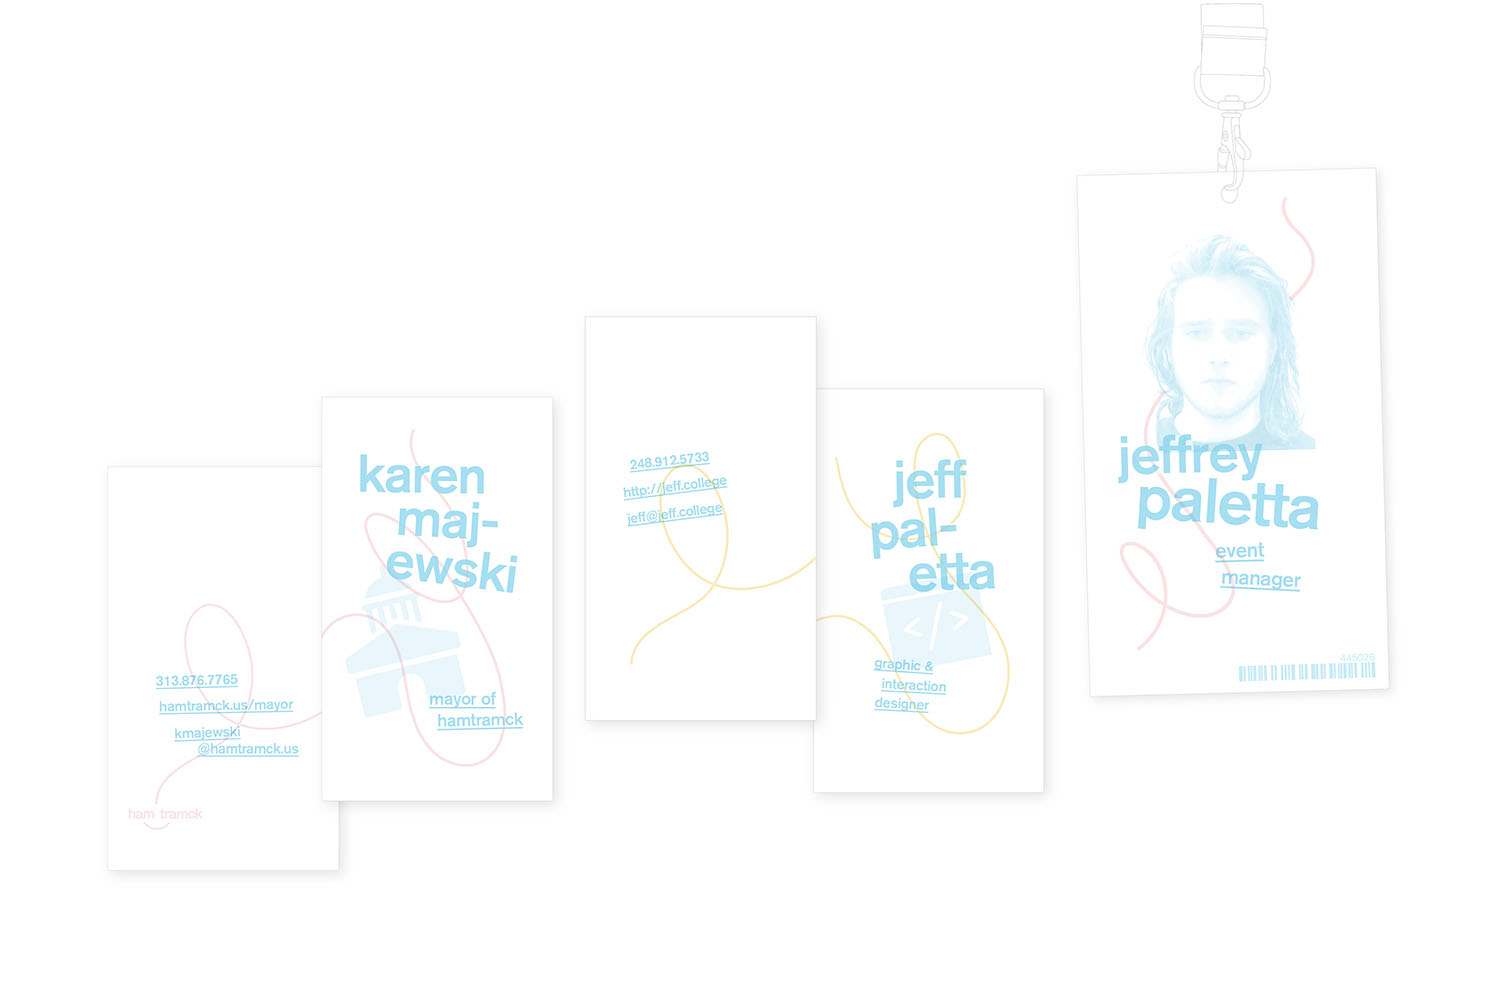 313.876.7765
hamtramck.us/mayor
kmajewski
@hamtramck.us
ham tramck
karen
maj-
ewski
mayor of
hamtramck
248.912.5733
http://jeff.college
jeff@jeff.college
jeff
pal-
etta
</>
graphic &
interaction
designer
jeffrey
paletta
event
manager
445026